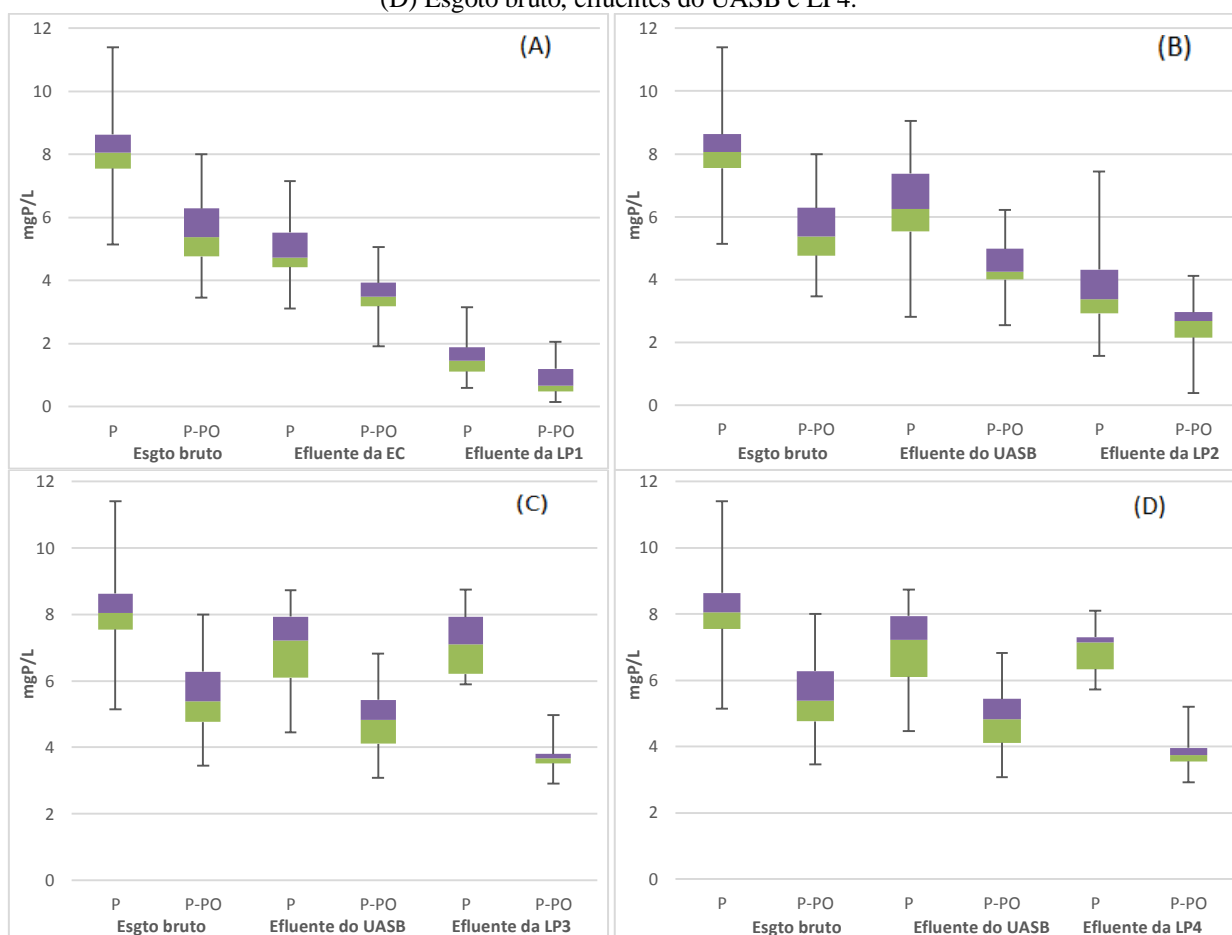 (D) Esgoto bruto, efluentes do UASB e LP4.
(A)
12
10
8
6
4
2
0
mgP/L
P P-PO P P-PO P P-PO
Esgto bruto Efluente da EC Efluente da LP1
(B)
12
10
8
6
4
2
0
mgP/L
P P-PO P P-PO P P-PO
Esgto bruto Efluente do UASB Efluente da LP2
(C)
12
10
8
6
4
2
0
mgP/L
P P-PO P P-PO P P-PO
Esgto bruto Efluente do UASB Efluente da LP3
(D)
12
10
8
6
4
2
0
mgP/L
P P-PO P P-PO P P-PO
Esgto bruto Efluente do UASB Efluente da LP4